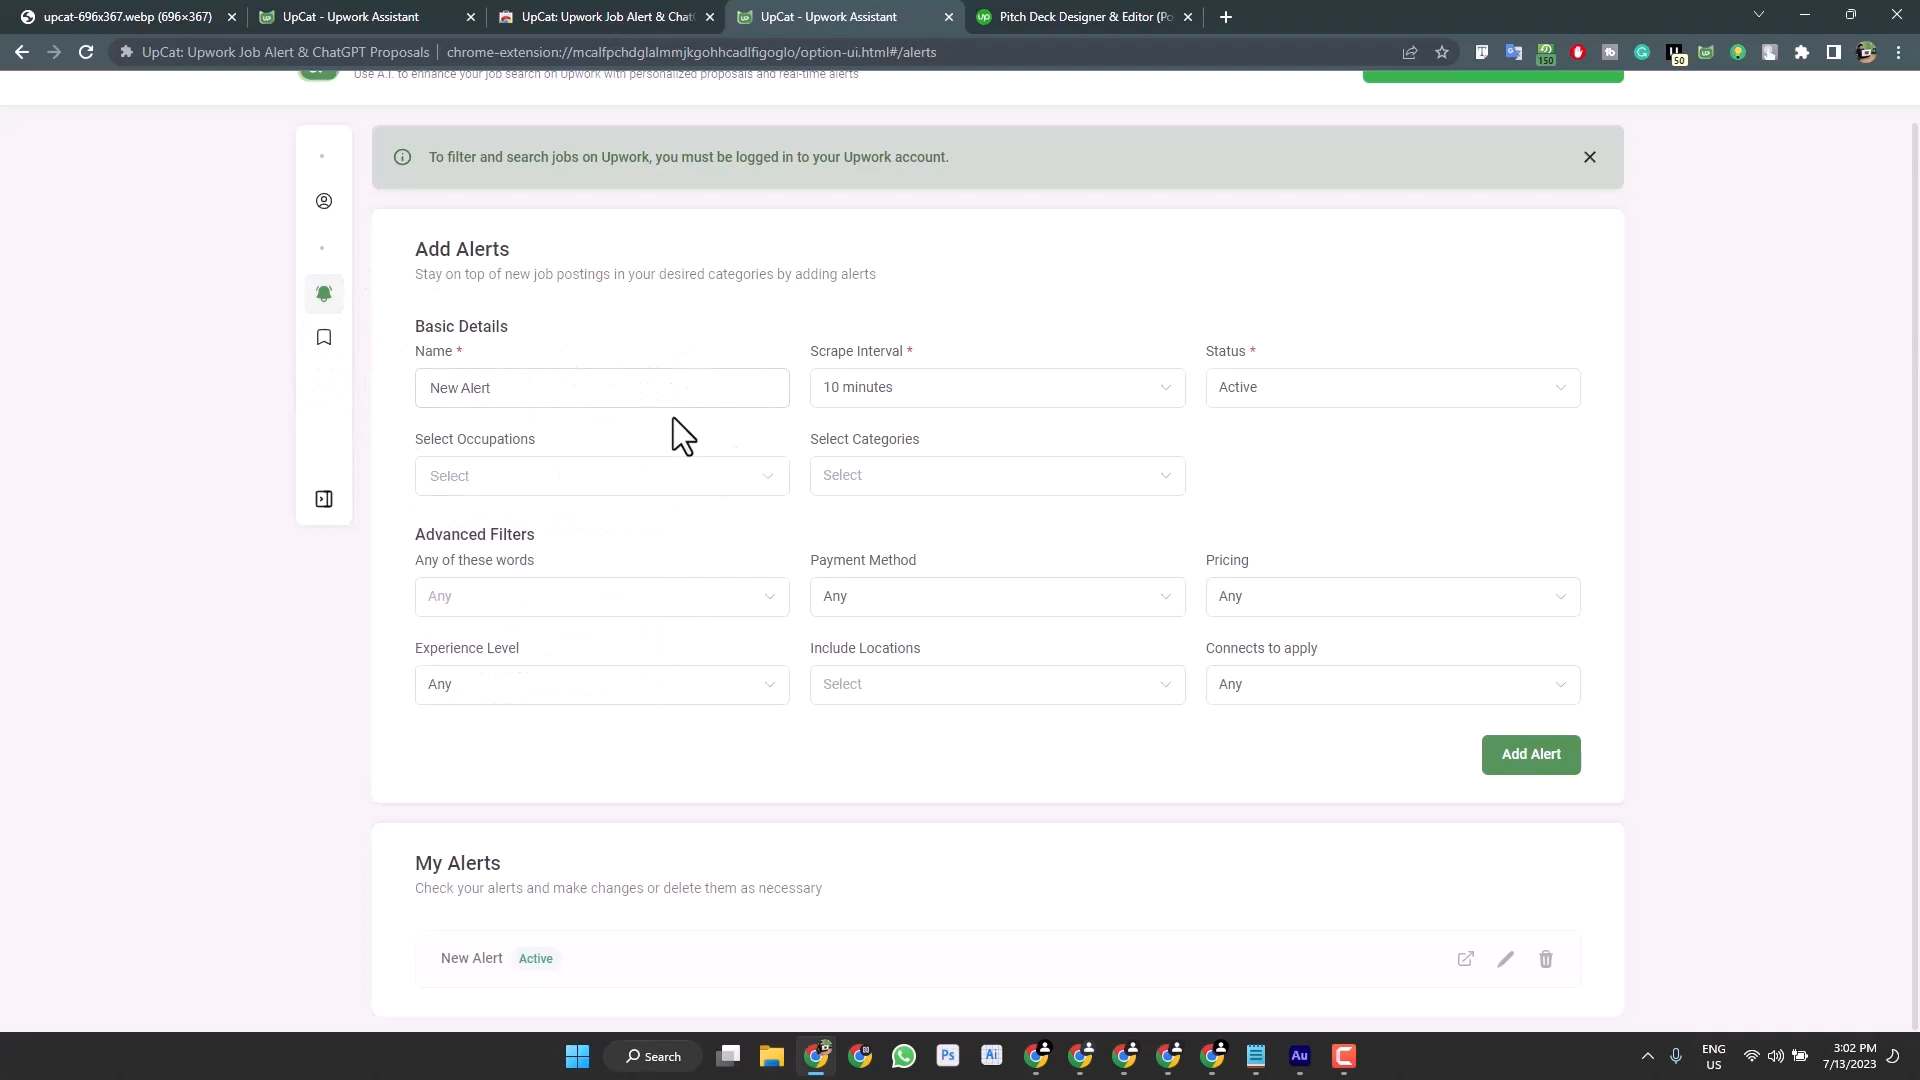 upcat-696x367.webp (696×367)
UpCat - Upwork Assistant
UpCat: Upwork Job Alert & Chat
UpCat - Upwork Assistant
Pitch Deck Designer & Editor (Po
UpCat: Upwork Job Alert & ChatGPT Proposals
chrome-extension://mcalfpchdglalmmjkgohhcadlfigoglo/option-ui.html#/alerts
150
50
Use A.I. to enhance your job search on Upwork with personalized proposals and real-time alerts
To filter and search jobs on Upwork, you must be logged in to your Upwork account.
Add Alerts
Stay on top of new job postings in your desired categories by adding alerts
Basic Details
Name *
Scrape Interval *
Status *
New Alert
10 minutes
Active
Select Occupations
Select Categories
Select
Select
Advanced Filters
Any of these words
Payment Method
Pricing
Any
Any
Any
Experience Level
Include Locations
Connects to apply
Any
Select
Any
Add Alert
My Alerts
Check your alerts and make changes or delete them as necessary
New Alert
Active
Search
Ps
Ai
Au
ENG
US
3:02 PM
7/13/2023